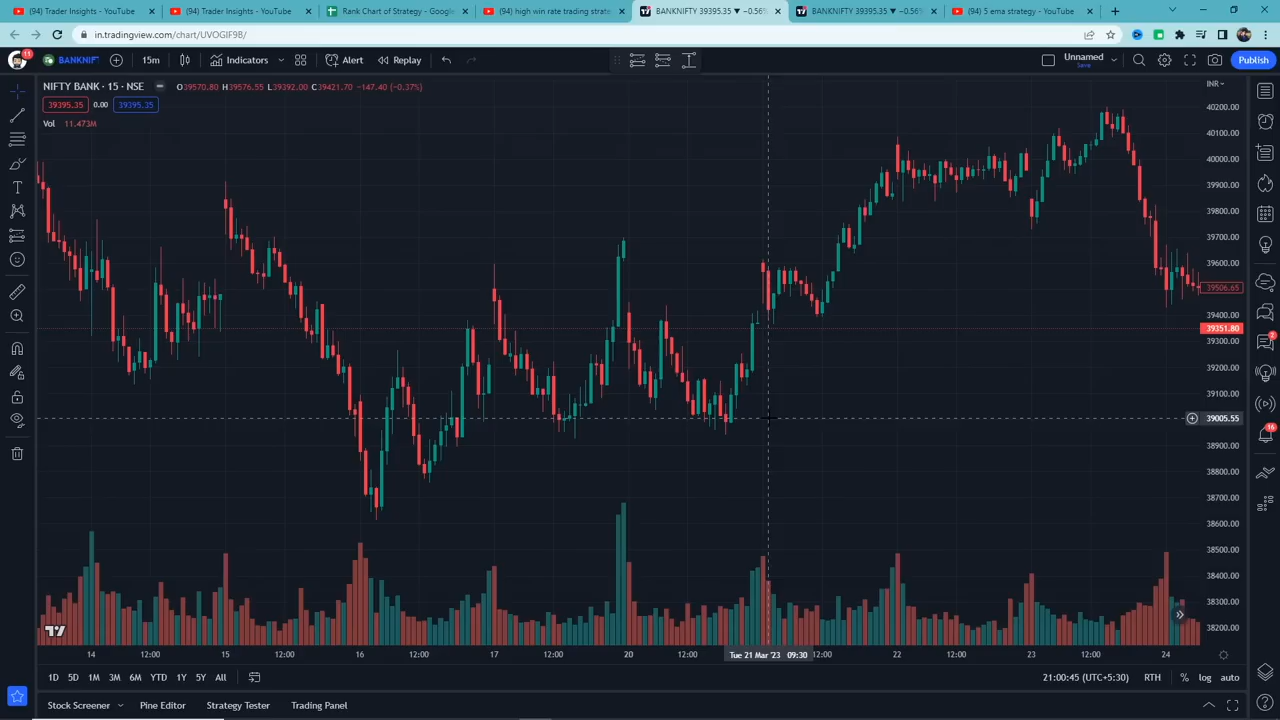 (94) Trader Insights - YouTube
(94) Trader Insights - YouTube
Rank Chart of Strategy - Google
(94) high win rate trading strate
BANKNIFTY 39395.35 ▼ −0.56%
BANKNIFTY 39395.35 ▼ −0.56%
(94) 5 ema strategy - YouTube
in.tradingview.com/chart/UVOGIF9B/
11
BANKNIF
15m
Indicators
Alert
Replay
Unnamed
Save
Publish
NIFTY BANK · 15 · NSE
O39570.80 H39576.55 L39392.00 C39421.70 −147.40 (−0.37%)
INR
39395.35
0.00
39395.35
Vol 11.473M
40200.00
40100.00
40000.00
39900.00
39800.00
39700.00
39600.00
39506.65
39400.00
39351.80
39300.00
39200.00
39100.00
39005.55
38900.00
38800.00
38700.00
38600.00
38500.00
38400.00
38300.00
38200.00
2
16
14
12:00
15
12:00
16
12:00
17
12:00
20
12:00
Tue 21 Mar '23 09:30
12:00
22
12:00
23
12:00
24
1D 5D 1M 3M 6M YTD 1Y 5Y All
21:00:45 (UTC+5:30)
RTH
% log auto
Stock Screener
Pine Editor
Strategy Tester
Trading Panel